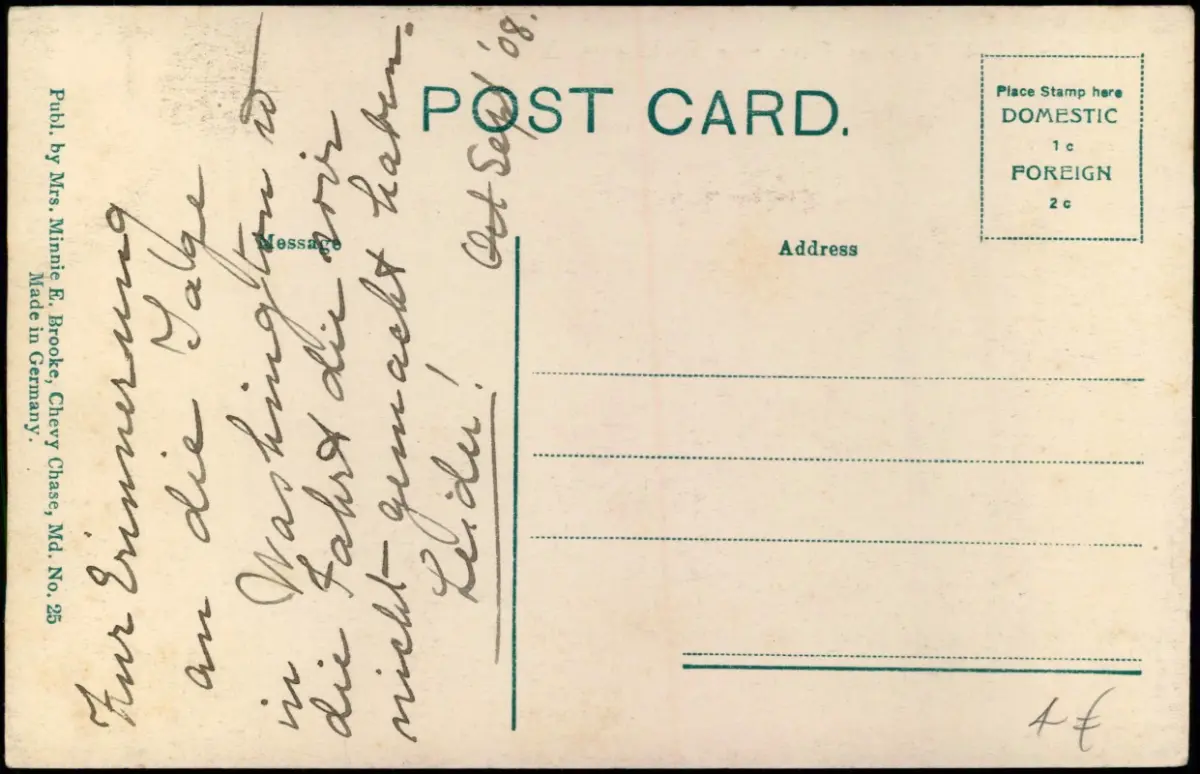 POST CARD.
Place Stamp here
DOMESTIC
1 c
FOREIGN
2 c
Message
Address
Publ. by Mrs. Minnie E. Brooke, Chevy Chase, Md. No. 25
Made in Germany.
Zur Erinnerung
an die Tage
in Washington u
die Fahrt die wir
nicht gemacht haben.
Leider!
Sept '08.
4 €